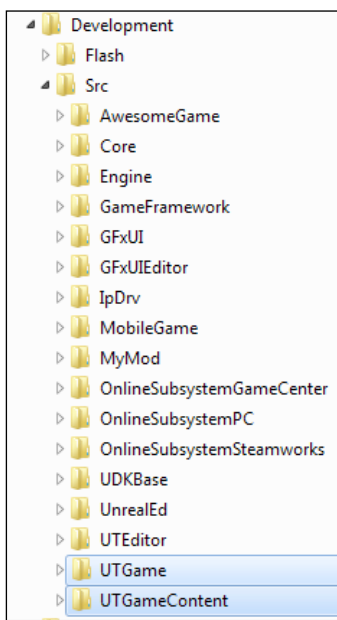 Development
Flash
Src
AwesomeGame
Core
Engine
GameFramework
GFxUI
GFxUIEditor
IpDrv
MobileGame
MyMod
OnlineSubsystemGameCenter
OnlineSubsystemPC
OnlineSubsystemSteamworks
UDKBase
UnrealEd
UTEditor
UTGame
UTGameContent